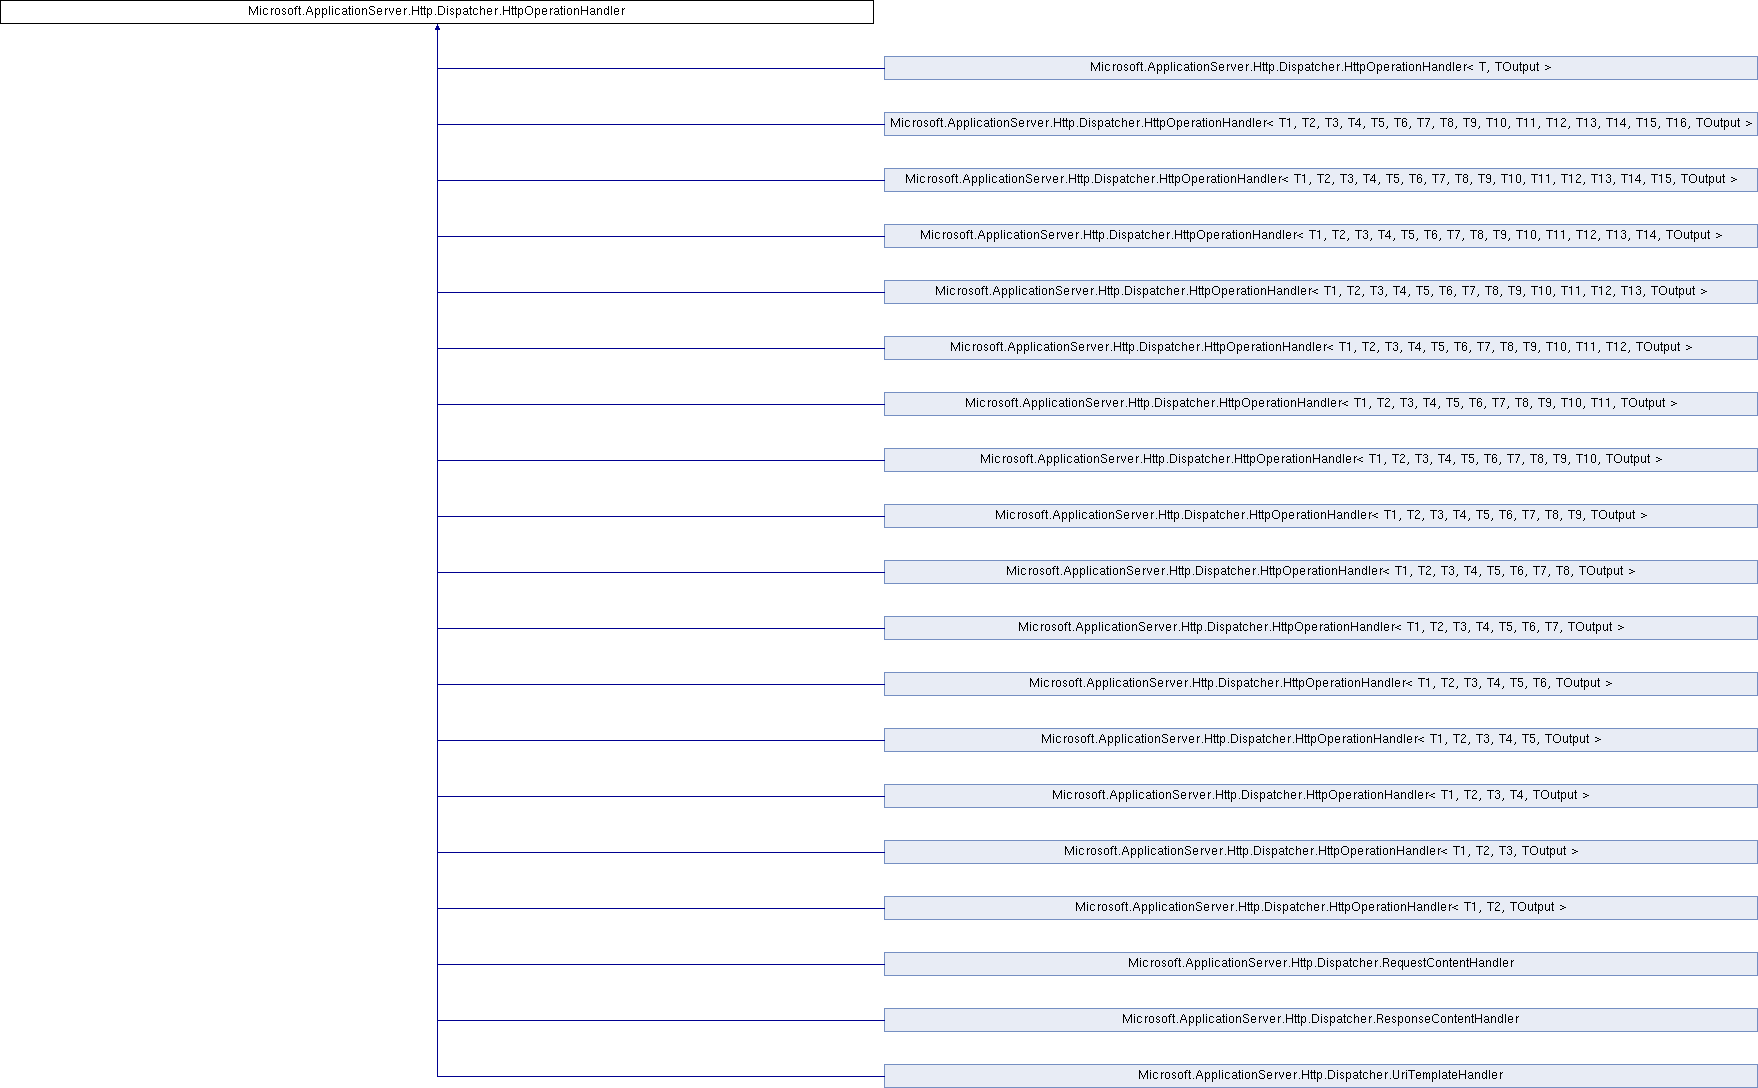 Microsoft.ApplicationServer.Http.Dispatcher.HttpOperationHandler
Microsoft.ApplicationServer.Http.Dispatcher.HttpOperationHandler< T, TOutput >
Microsoft.ApplicationServer.Http.Dispatcher.HttpOperationHandler< T1, T2, T3, T4, T5, T6, T7, T8, T9, T10, T11, T12, T13, T14, T15, T16, TOutput >
Microsoft.ApplicationServer.Http.Dispatcher.HttpOperationHandler< T1, T2, T3, T4, T5, T6, T7, T8, T9, T10, T11, T12, T13, T14, T15, TOutput >
Microsoft.ApplicationServer.Http.Dispatcher.HttpOperationHandler< T1, T2, T3, T4, T5, T6, T7, T8, T9, T10, T11, T12, T13, T14, TOutput >
Microsoft.ApplicationServer.Http.Dispatcher.HttpOperationHandler< T1, T2, T3, T4, T5, T6, T7, T8, T9, T10, T11, T12, T13, TOutput >
Microsoft.ApplicationServer.Http.Dispatcher.HttpOperationHandler< T1, T2, T3, T4, T5, T6, T7, T8, T9, T10, T11, T12, TOutput >
Microsoft.ApplicationServer.Http.Dispatcher.HttpOperationHandler< T1, T2, T3, T4, T5, T6, T7, T8, T9, T10, T11, TOutput >
Microsoft.ApplicationServer.Http.Dispatcher.HttpOperationHandler< T1, T2, T3, T4, T5, T6, T7, T8, T9, T10, TOutput >
Microsoft.ApplicationServer.Http.Dispatcher.HttpOperationHandler< T1, T2, T3, T4, T5, T6, T7, T8, T9, TOutput >
Microsoft.ApplicationServer.Http.Dispatcher.HttpOperationHandler< T1, T2, T3, T4, T5, T6, T7, T8, TOutput >
Microsoft.ApplicationServer.Http.Dispatcher.HttpOperationHandler< T1, T2, T3, T4, T5, T6, T7, TOutput >
Microsoft.ApplicationServer.Http.Dispatcher.HttpOperationHandler< T1, T2, T3, T4, T5, T6, TOutput >
Microsoft.ApplicationServer.Http.Dispatcher.HttpOperationHandler< T1, T2, T3, T4, T5, TOutput >
Microsoft.ApplicationServer.Http.Dispatcher.HttpOperationHandler< T1, T2, T3, T4, TOutput >
Microsoft.ApplicationServer.Http.Dispatcher.HttpOperationHandler< T1, T2, T3, TOutput >
Microsoft.ApplicationServer.Http.Dispatcher.HttpOperationHandler< T1, T2, TOutput >
Microsoft.ApplicationServer.Http.Dispatcher.RequestContentHandler
Microsoft.ApplicationServer.Http.Dispatcher.ResponseContentHandler
Microsoft.ApplicationServer.Http.Dispatcher.UriTemplateHandler